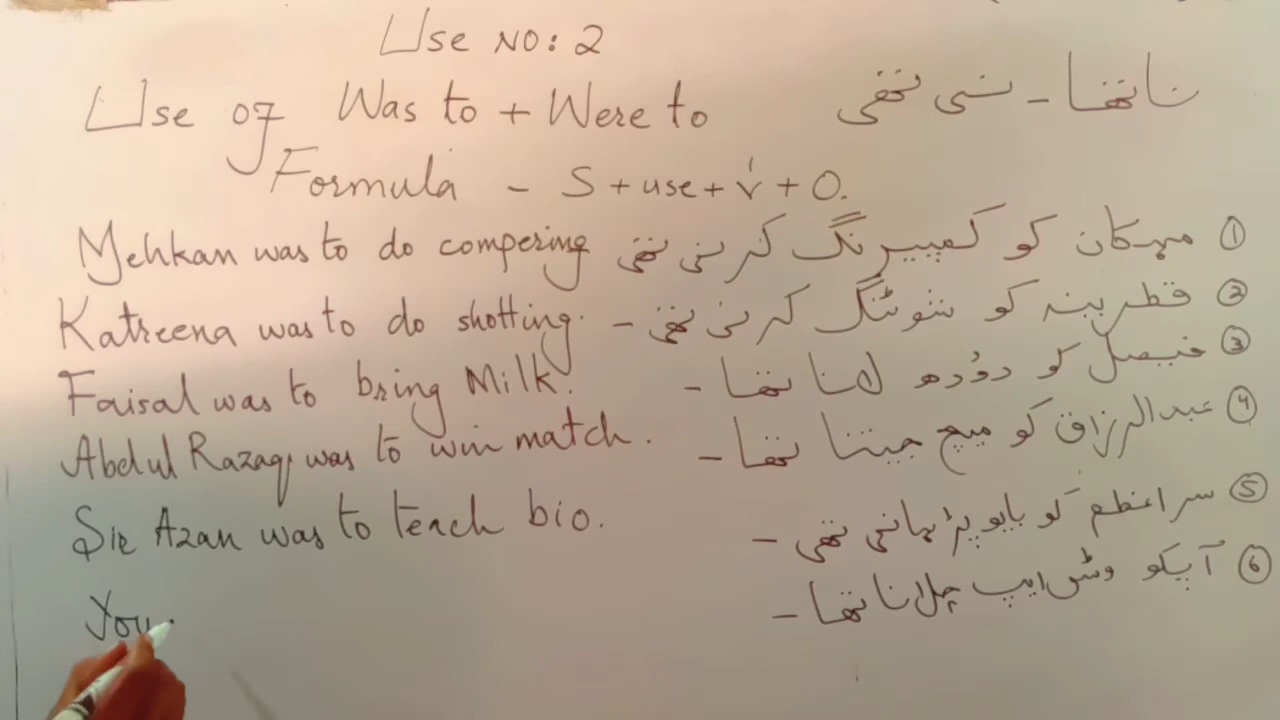 Use NO: 2
Use of Was to + Were to ناتھا - نی تھی
Formula - S + use + V¹ + O.
Mehkan was to do compering مہکان کو کمپیرنگ کرنی تھی ①
Katreena was to do shotting. قطرینہ کو شوٹنگ کرنی تھی - ②
Faisal was to bring Milk. فیصل کو دُودھ لانا تھا - ③
Abdul Razaq was to win match. عبدالرزاق کو میچ جیتنا تھا - ④
Sir Azan was to teach bio. سر اعظم کو بایو پڑہانی تھی - ⑤
You. آپکو وٹس ایپ چلانا تھا - ⑥